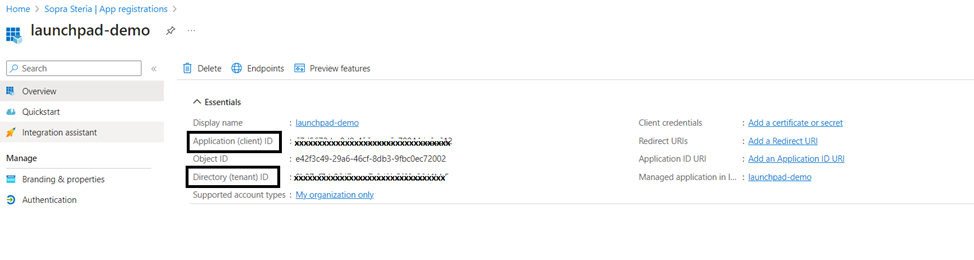 Home > Sopra Steria | App registrations >
launchpad-demo
Search
Delete Endpoints Preview features
Overview
Quickstart
Integration assistant
Manage
Branding & properties
Authentication
Essentials
Display name : launchpad-demo
Application (client) ID :
Object ID : e42f3c49-29a6-46cf-8db3-9fbc0ec72002
Directory (tenant) ID :
Supported account types : My organization only
Client credentials : Add a certificate or secret
Redirect URIs : Add a Redirect URI
Application ID URI : Add an Application ID URI
Managed application in l... : launchpad-demo